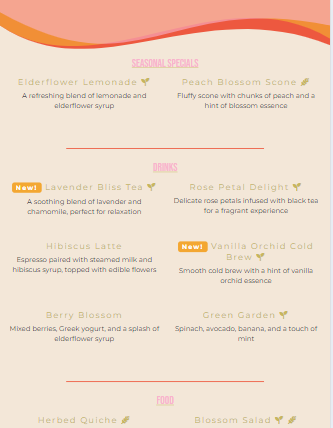 SEASONAL SPECIALS
Elderflower Lemonade
Peach Blossom Scone
A refreshing blend of lemonade and
elderflower syrup
Fluffy scone with chunks of peach and a
hint of blossom essence
DRINKS
New! Lavender Bliss Tea
Rose Petal Delight
A soothing blend of lavender and
chamomile, perfect for relaxation
Delicate rose petals infused with black tea
for a fragrant experience
Hibiscus Latte
New! Vanilla Orchid Cold
Brew
Espresso paired with steamed milk and
hibiscus syrup, topped with edible flowers
Smooth cold brew with a hint of vanilla
orchid essence
Berry Blossom
Green Garden
Mixed berries, Greek yogurt, and a splash of
elderflower syrup
Spinach, avocado, banana, and a touch of
mint
FOOD
Herbed Quiche
Blossom Salad